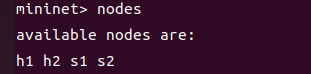 mininet> nodes
available nodes are:
h1 h2 s1 s2